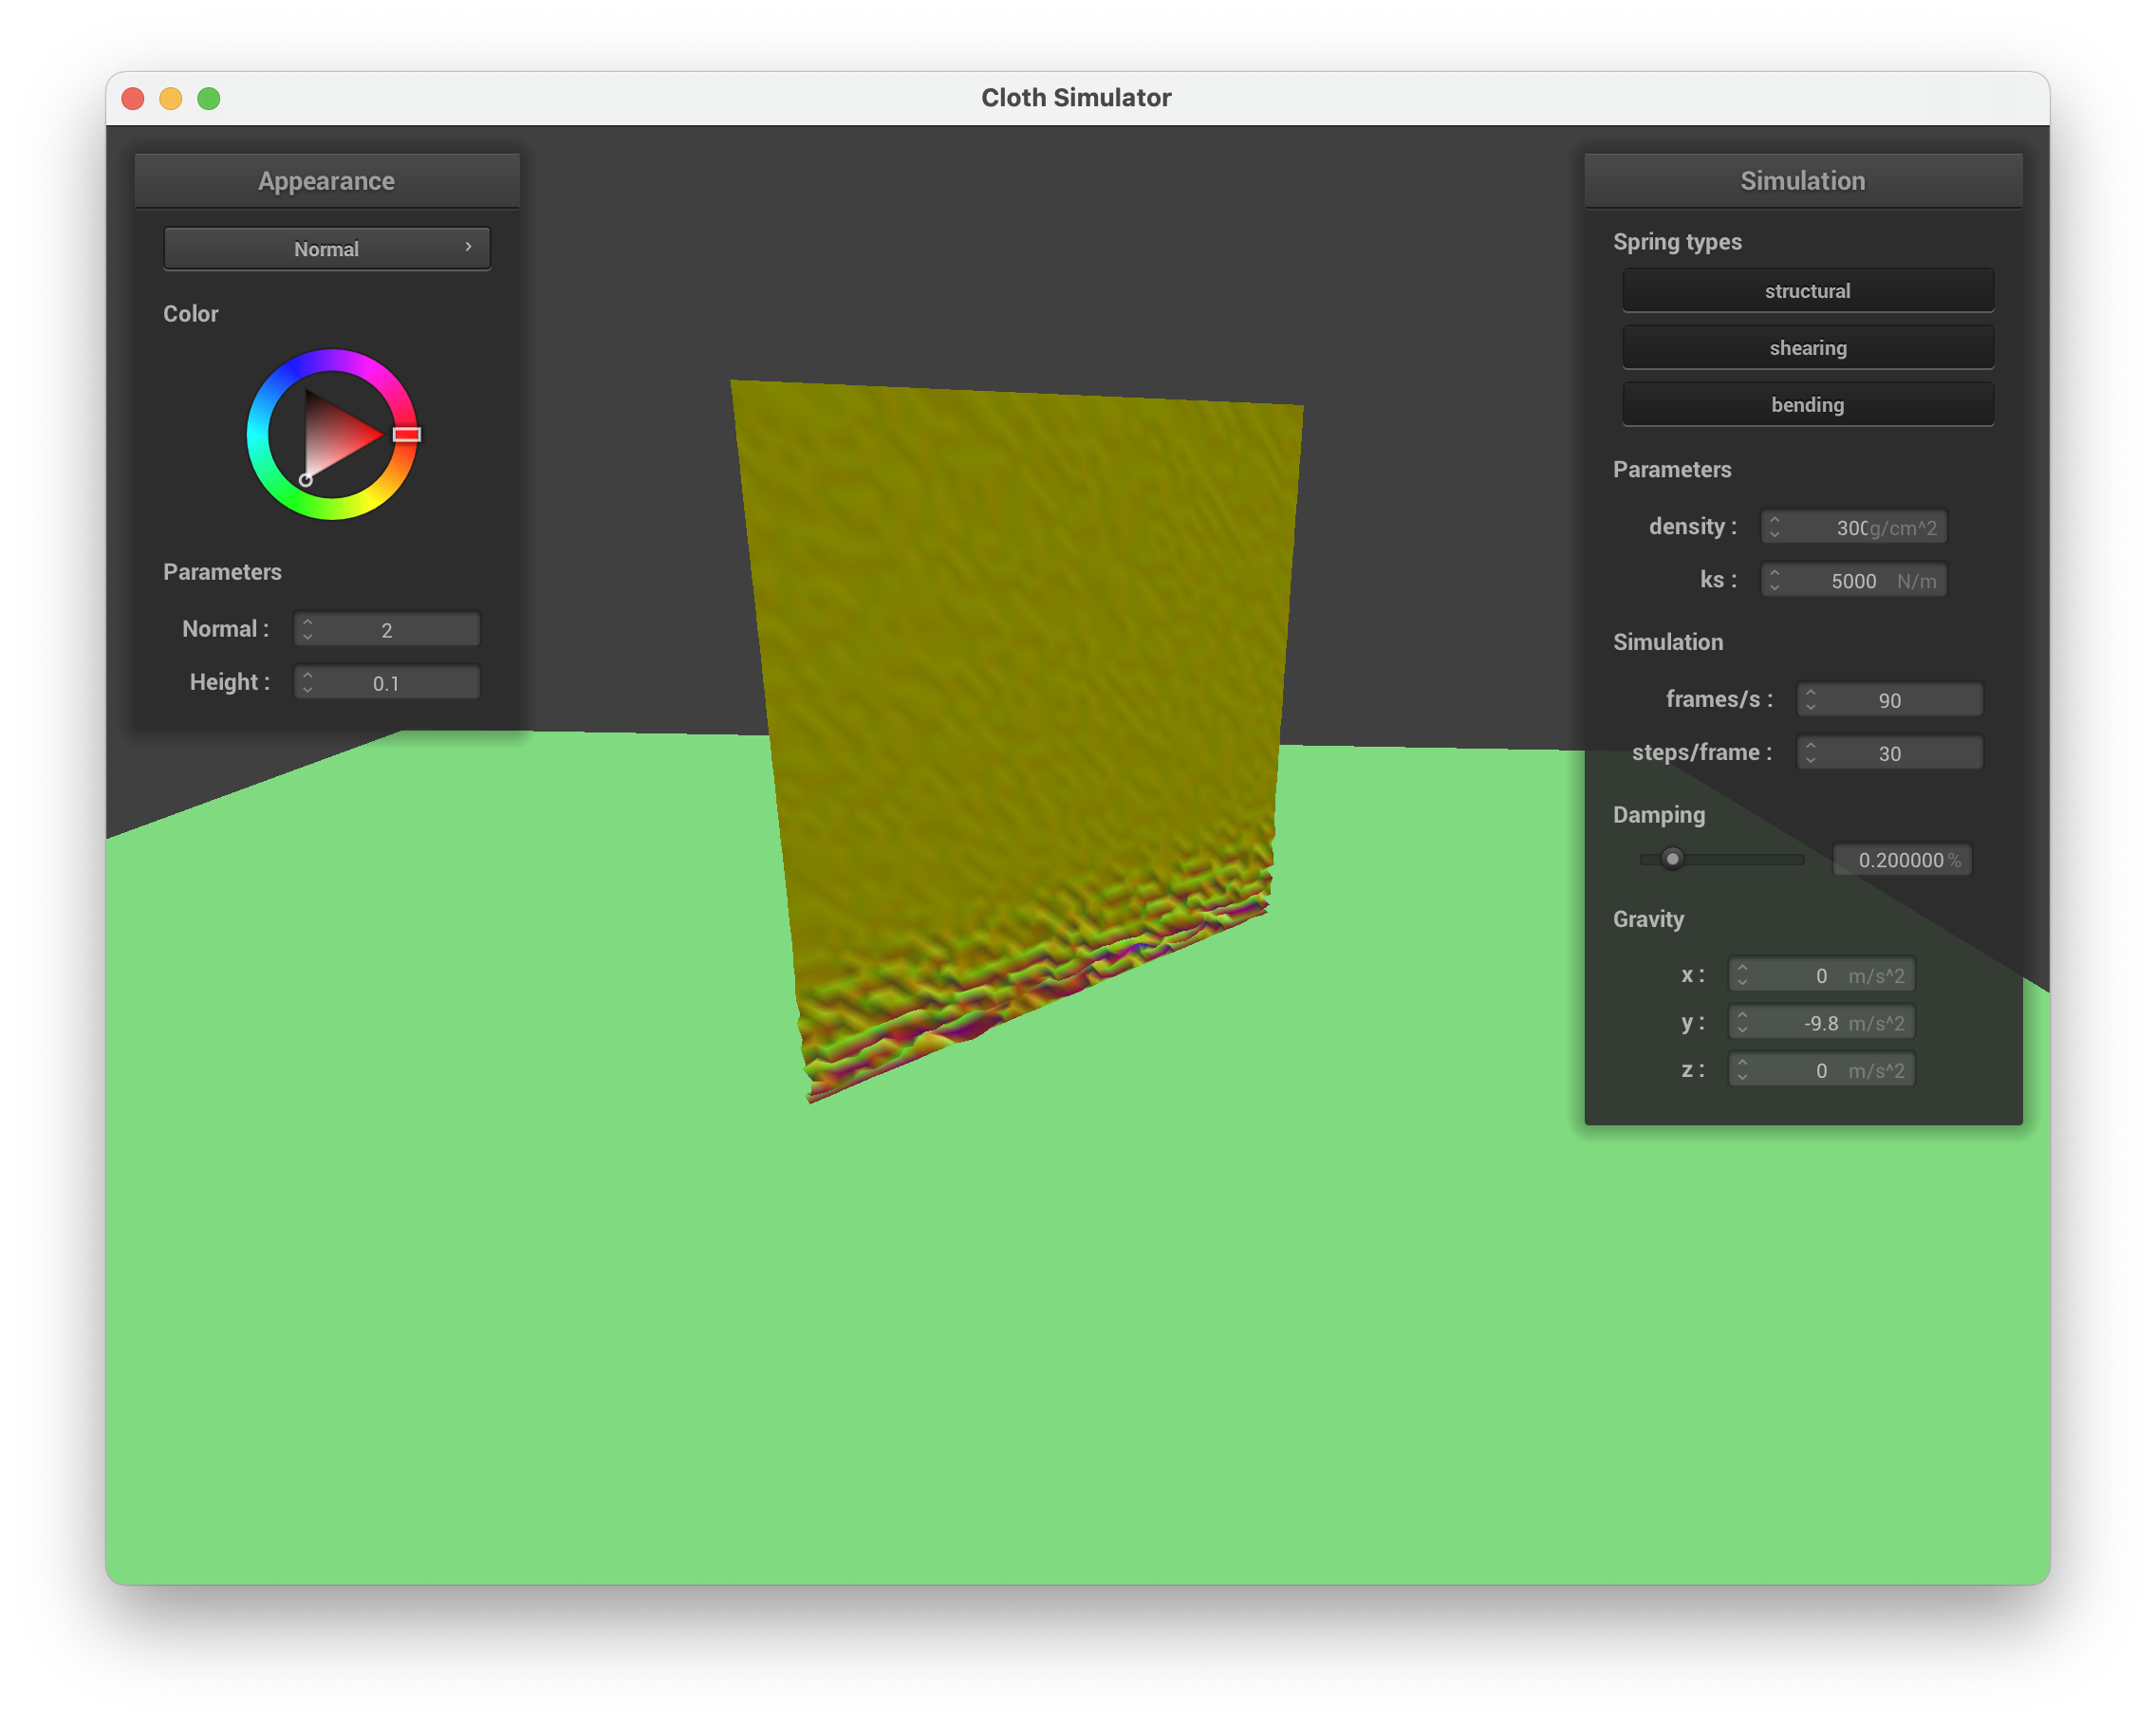 Cloth Simulator
Appearance
Normal
Color
Parameters
Normal : 2
Height : 0.1
Simulation
Spring types
structural
shearing
bending
Parameters
density : 300 g/cm^2
ks : 5000 N/m
Simulation
frames/s : 90
steps/frame : 30
Damping
0.200000 %
Gravity
x : 0 m/s^2
y : -9.8 m/s^2
z : 0 m/s^2